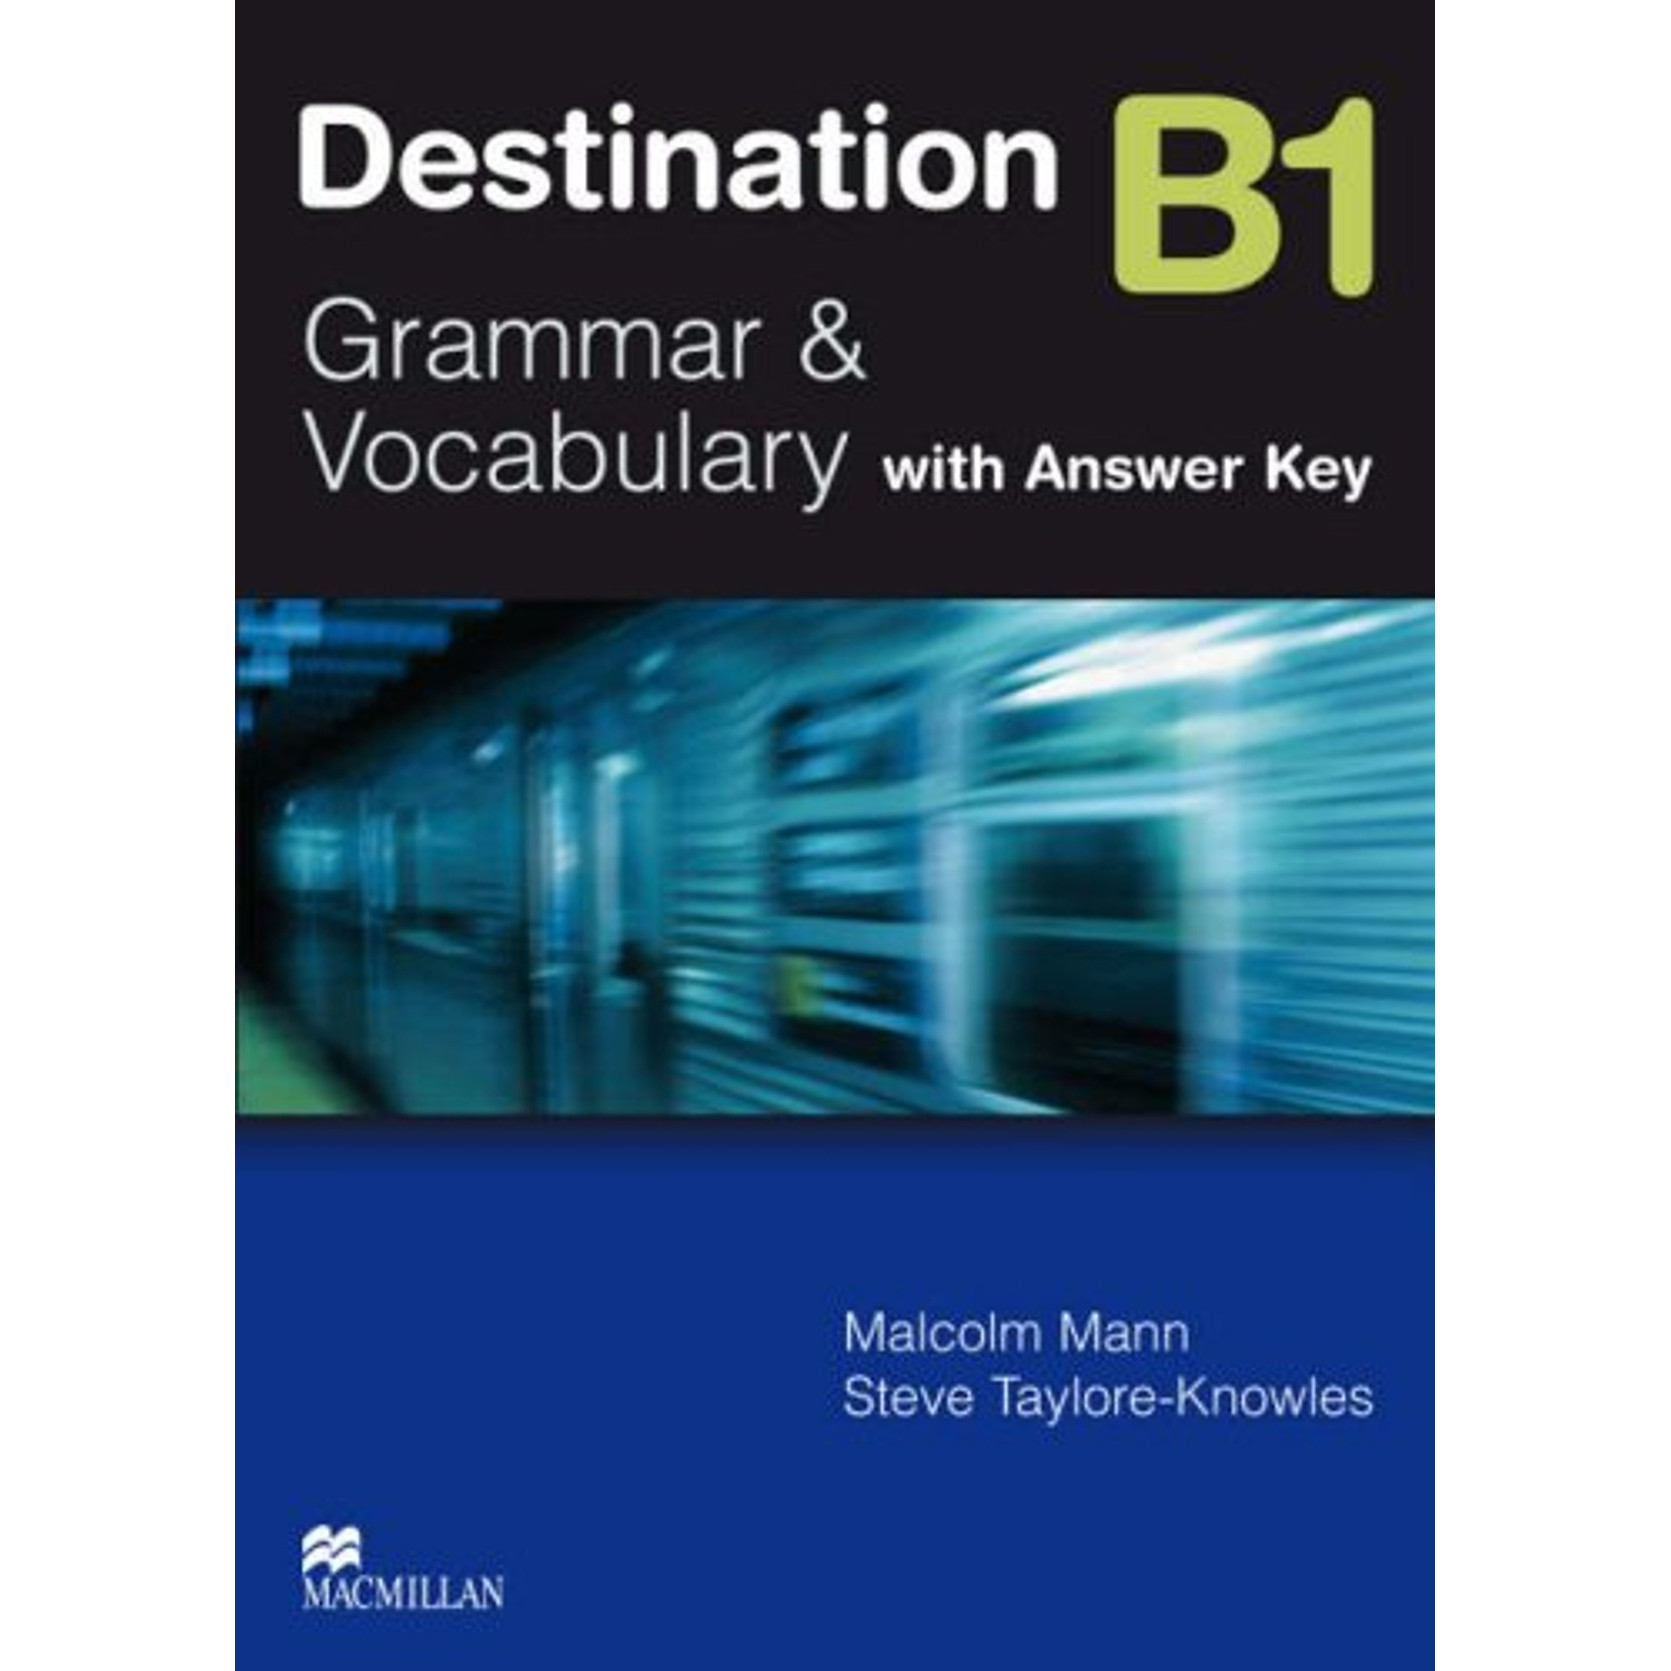 Destination B1
Grammar &
Vocabulary with Answer Key
Malcolm Mann
Steve Taylore-Knowles
MACMILLAN